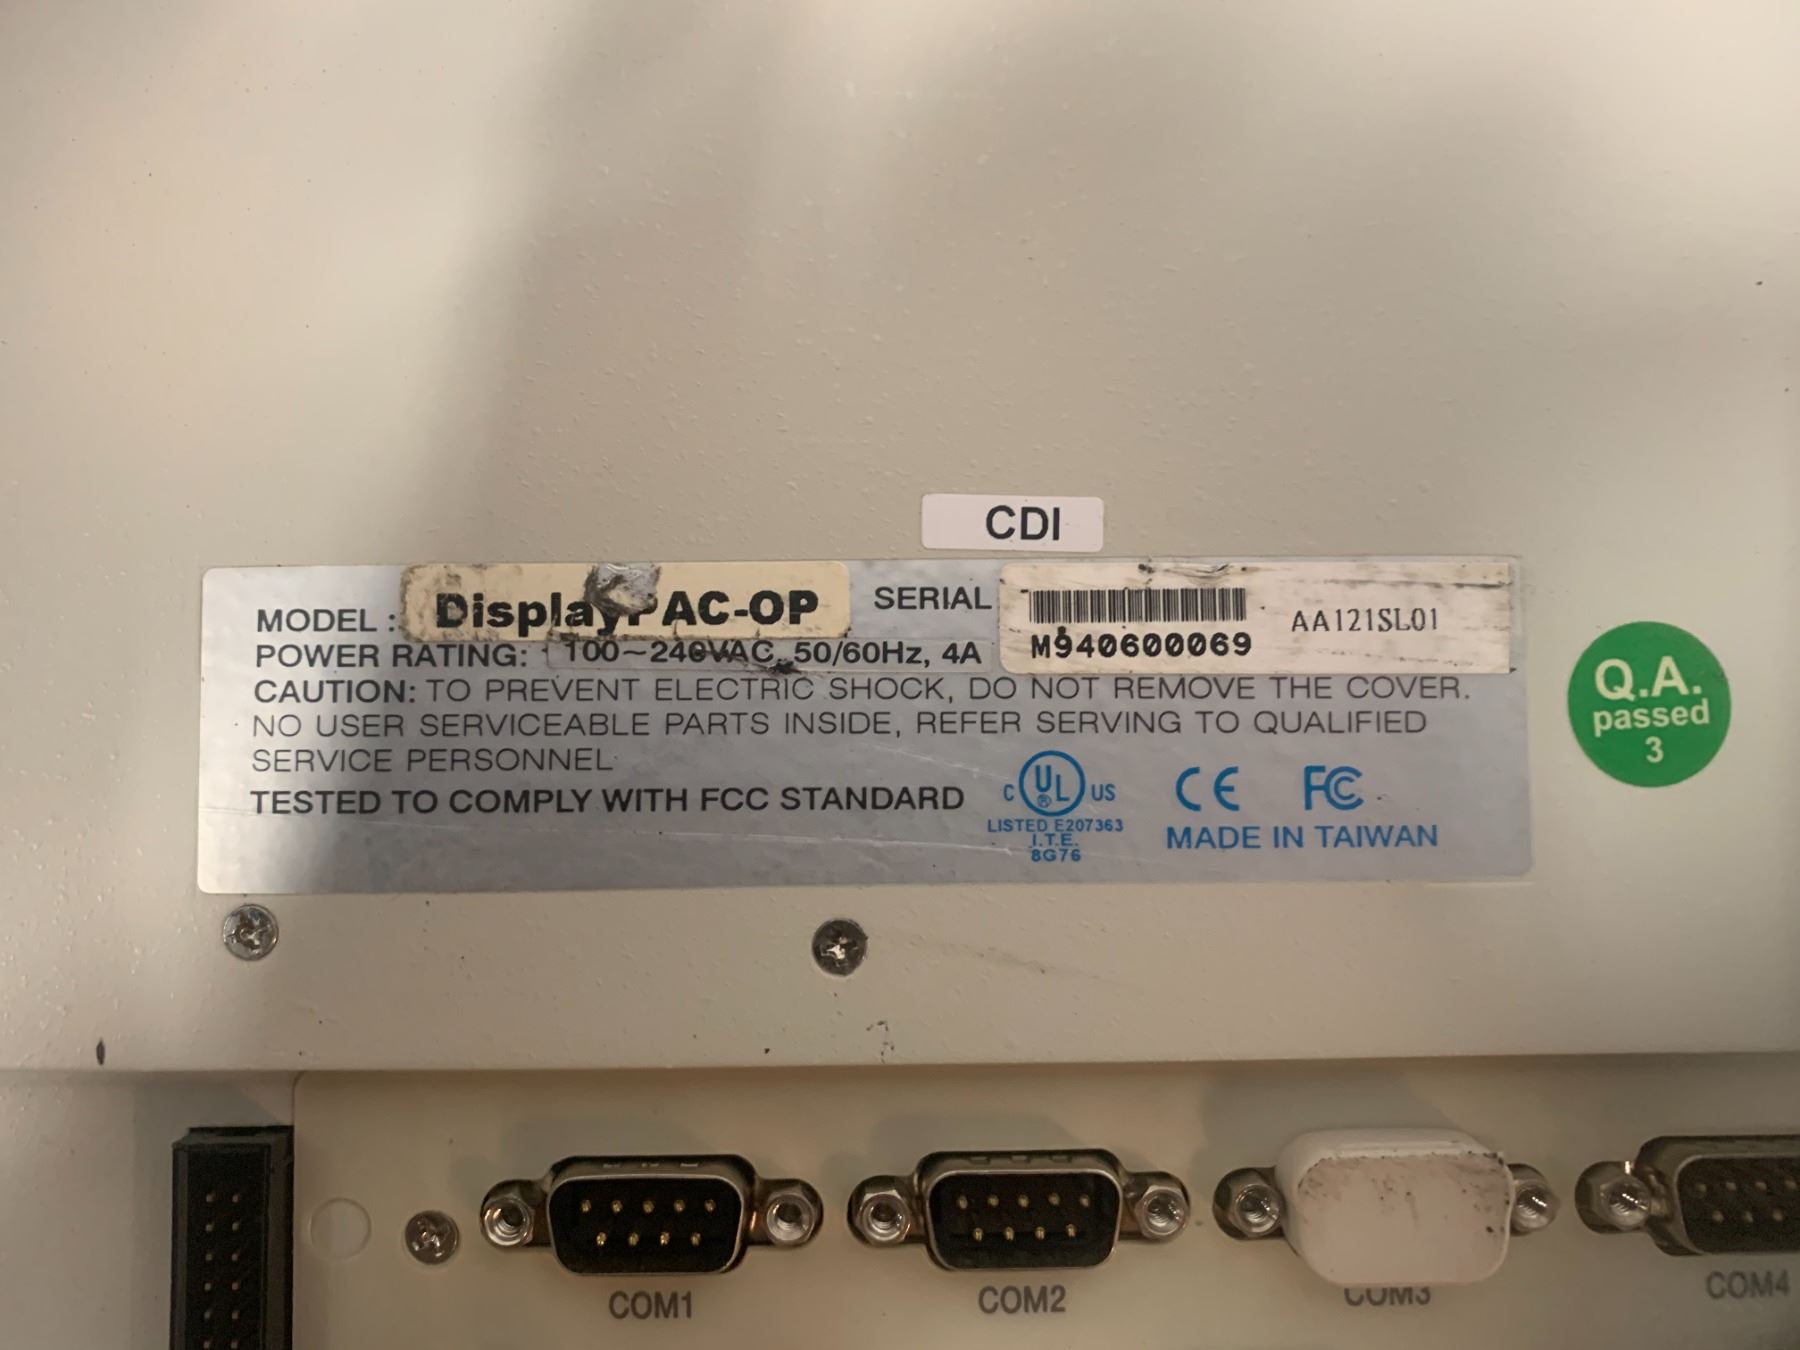 CDI
MODEL : DisplayPAC-OP
SERIAL
M940600069
AA121SL01
POWER RATING: 100~240VAC, 50/60Hz, 4A
CAUTION: TO PREVENT ELECTRIC SHOCK, DO NOT REMOVE THE COVER.
NO USER SERVICEABLE PARTS INSIDE, REFER SERVING TO QUALIFIED
SERVICE PERSONNEL
TESTED TO COMPLY WITH FCC STANDARD
C UL ® US
LISTED E207363
I.T.E.
8G76
CE FC
MADE IN TAIWAN
Q.A.
passed
3
COM1
COM2
COM3
COM4